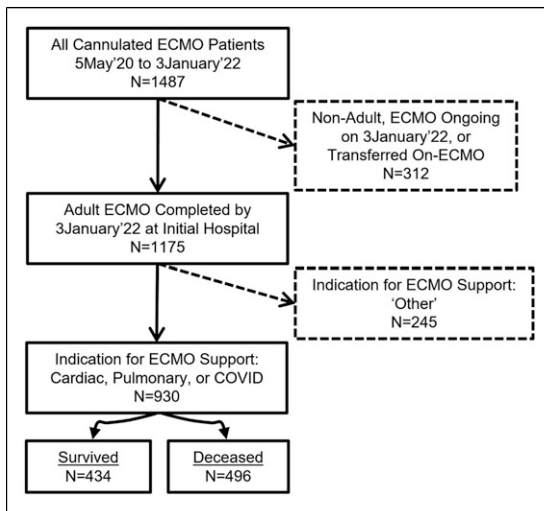 All Cannulated ECMO Patients
5May'20 to 3January'22
N=1487
Non-Adult, ECMO Ongoing
on 3January'22, or
Transferred On-ECMO
N=312
Adult ECMO Completed by
3January'22 at Initial Hospital
N=1175
Indication for ECMO Support:
'Other'
N=245
Indication for ECMO Support:
Cardiac, Pulmonary, or COVID
N=930
Survived
N=434
Deceased
N=496